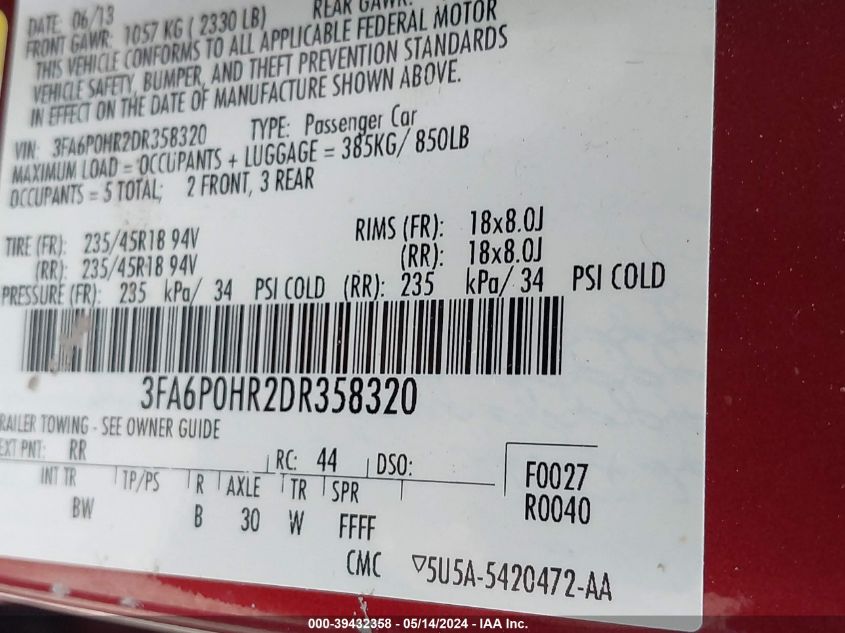 DATE: 06/13
FRONT GAWR: 1057 KG ( 2330 LB) REAR GAWR:
THIS VEHICLE CONFORMS TO ALL APPLICABLE FEDERAL MOTOR
VEHICLE SAFETY, BUMPER, AND THEFT PREVENTION STANDARDS
IN EFFECT ON THE DATE OF MANUFACTURE SHOWN ABOVE.
VIN: 3FA6P0HR2DR358320 TYPE: Passenger Car
MAXIMUM LOAD = OCCUPANTS + LUGGAGE = 385KG/ 850LB
OCCUPANTS = 5 TOTAL; 2 FRONT, 3 REAR
TIRE (FR): 235/45R18 94V RIMS (FR): 18x8.0J
(RR): 235/45R18 94V (RR): 18x8.0J
PRESSURE (FR): 235 kPa/ 34 PSI COLD (RR): 235 kPa/ 34 PSI COLD
3FA6P0HR2DR358320
RAILER TOWING - SEE OWNER GUIDE
EXT PNT: RR RC: 44 DSO:
INT TR TP/PS R AXLE TR SPR F0027
BW B 30 W FFFF R0040
CMC ▽5U5A-5420472-AA
000-39432358 - 05/14/2024 - IAA Inc.